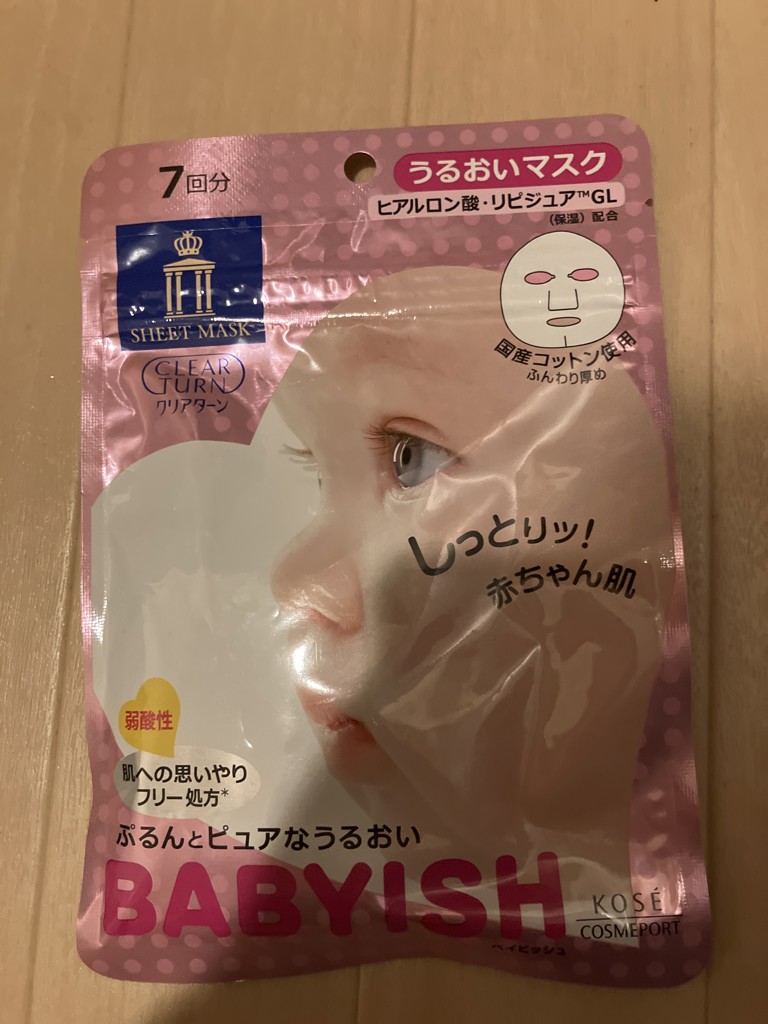 7回分
うるおいマスク
ヒアルロン酸・リピジュア™GL
(保湿)配合
SHEET MASK
CLEAR
TURN
クリアターン
国産コットン使用
ふんわり厚め
しっとりッ!
赤ちゃん肌
弱酸性
肌への思いやり
フリー処方*
ぷるんとピュアなうるおい
BABYISH
ベイビッシュ
KOSÉ
COSMEPORT